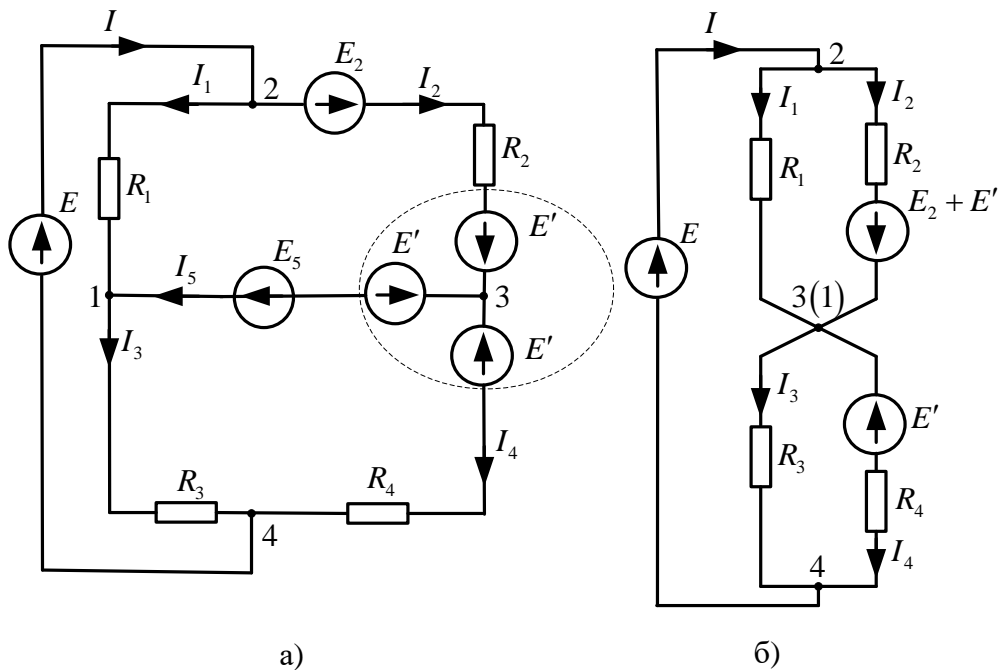 I
I₁
2
E₂
I₂
R₂
R₁
E
E′
E′
I₅
E₅
1
3
I₃
E′
I₄
R₃
R₄
4
а)
I
2
I₁
I₂
R₁
R₂
E₂ + E′
E
3(1)
I₃
E′
R₃
R₄
4
I₄
б)